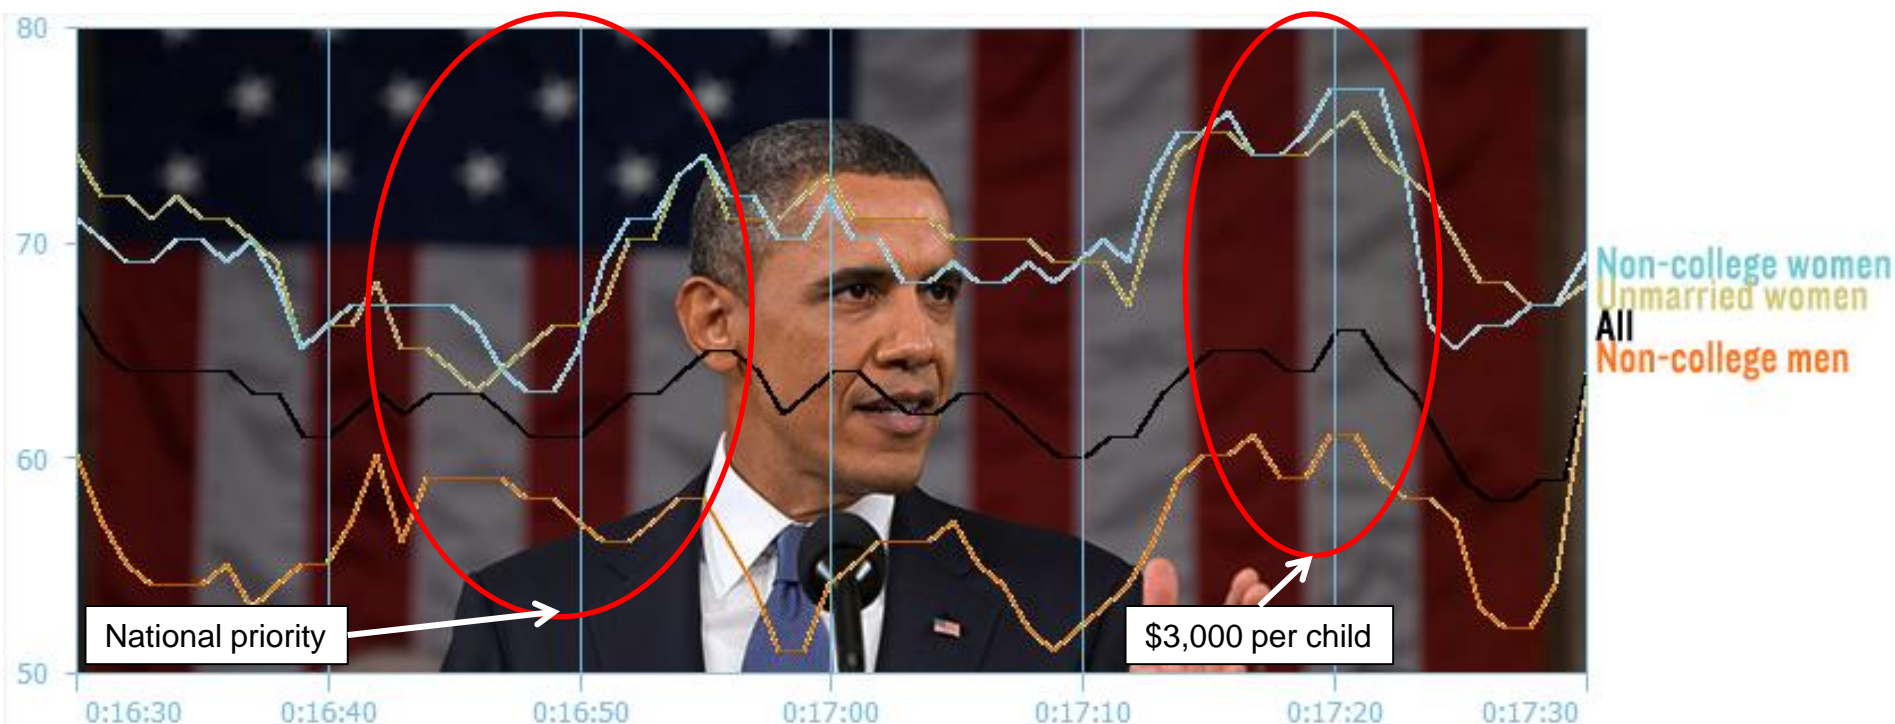 80
70
60
50
National priority
$3,000 per child
Non-college women
Unmarried women
All
Non-college men
0:16:30
0:16:40
0:16:50
0:17:00
0:17:10
0:17:20
0:17:30